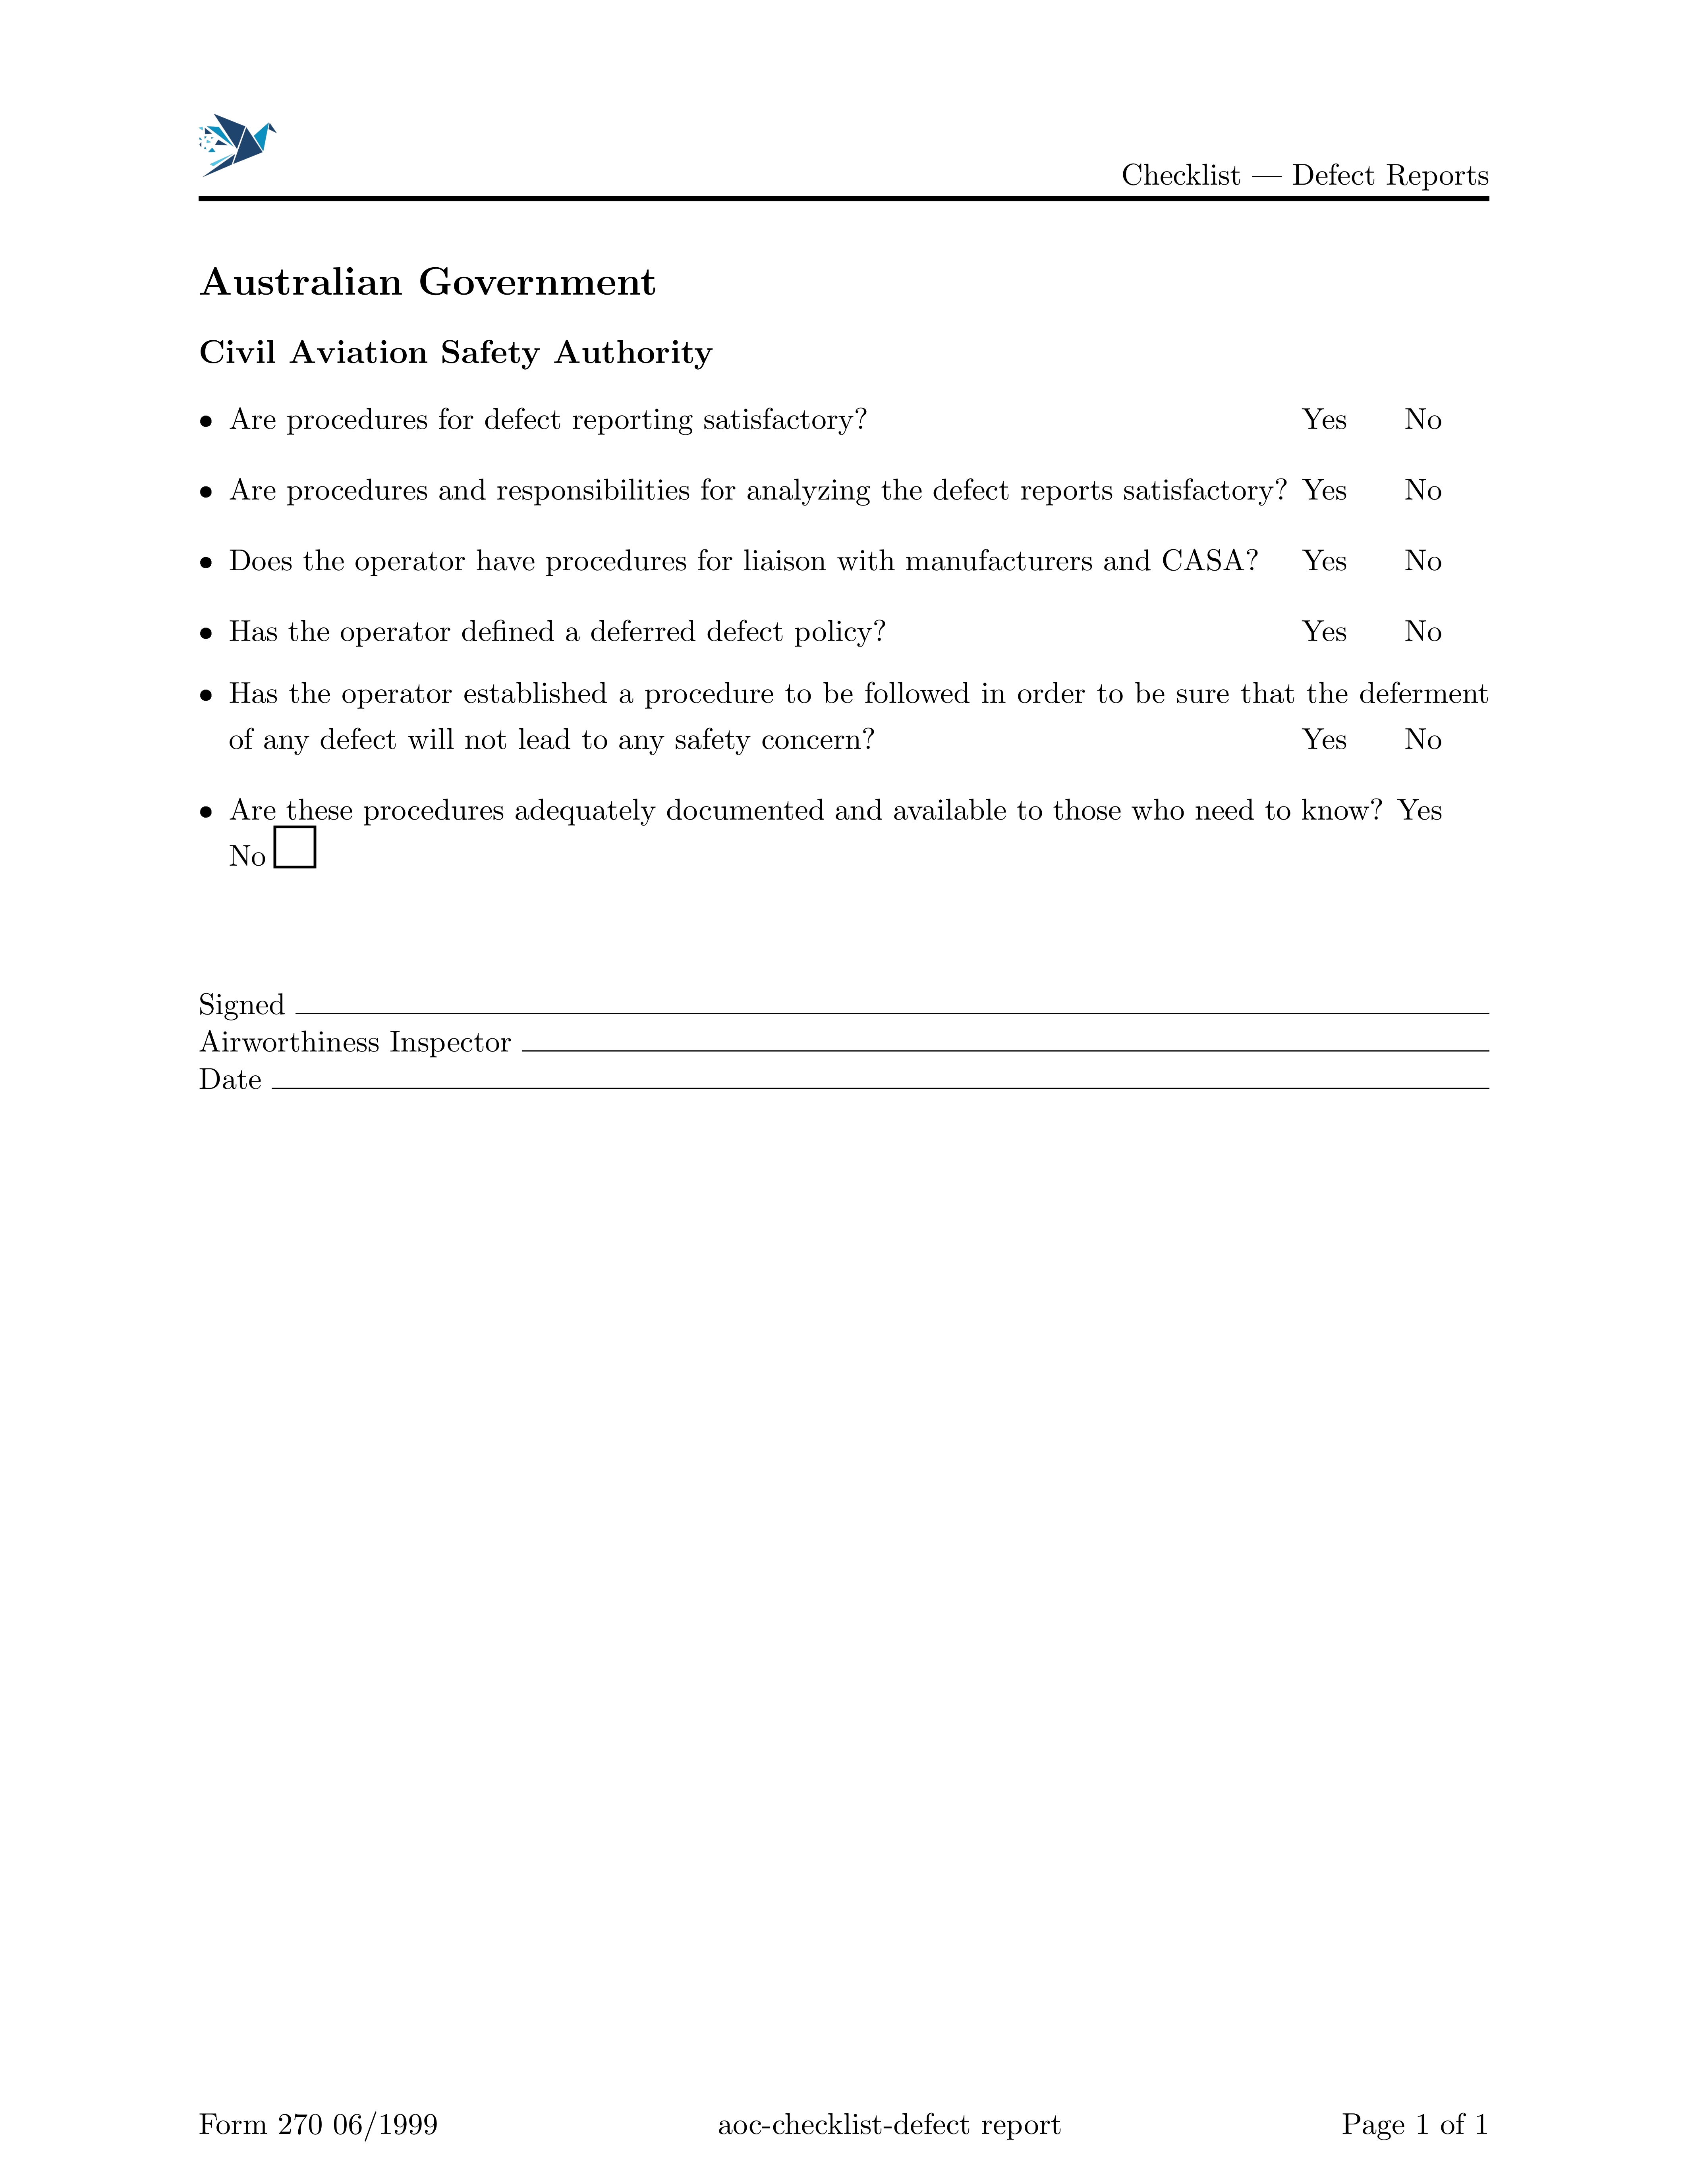 Checklist — Defect Reports
Australian Government
Civil Aviation Safety Authority
• Are procedures for defect reporting satisfactory? Yes No
• Are procedures and responsibilities for analyzing the defect reports satisfactory? Yes No
• Does the operator have procedures for liaison with manufacturers and CASA? Yes No
• Has the operator defined a deferred defect policy? Yes No
• Has the operator established a procedure to be followed in order to be sure that the deferment
of any defect will not lead to any safety concern? Yes No
• Are these procedures adequately documented and available to those who need to know? Yes
No
Signed
Airworthiness Inspector
Date
Form 270 06/1999 aoc-checklist-defect report Page 1 of 1